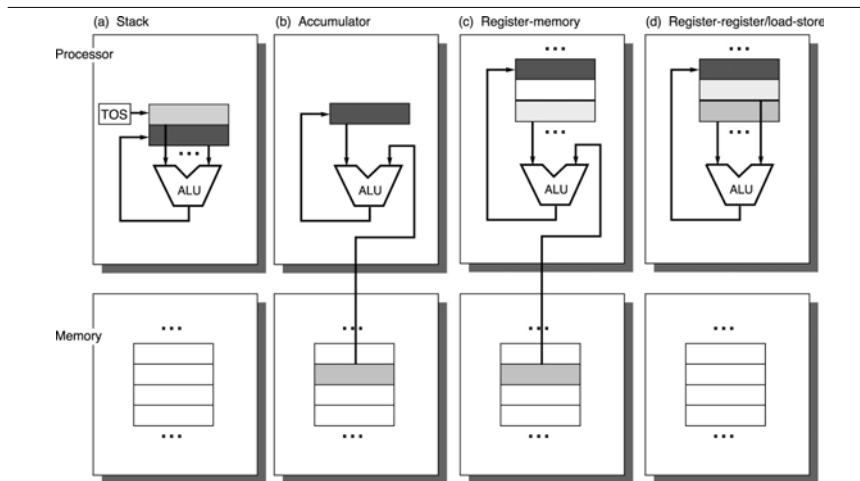 (a) Stack
(b) Accumulator
(c) Register-memory
(d) Register-register/load-store
Processor
...
...
TOS
...
...
...
ALU
ALU
ALU
ALU
Memory
...
...
...
...
...
...
...
...